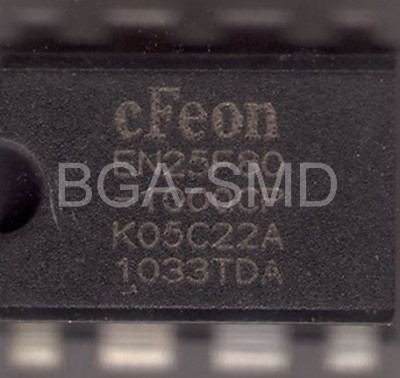 cFeon
EN25F80
BGA-SMD
K05C22A
1033TDA